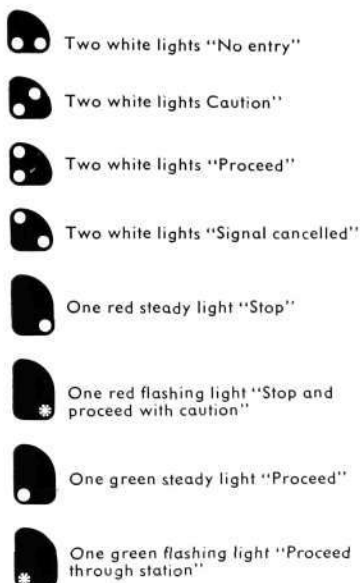 Two white lights “No entry”
Two white lights Caution”
Two white lights “Proceed”
Two white lights “Signal cancelled”
One red steady light “Stop”
One red flashing light “Stop and
proceed with caution”
One green steady light “Proceed”
One green flashing light “Proceed
through station”